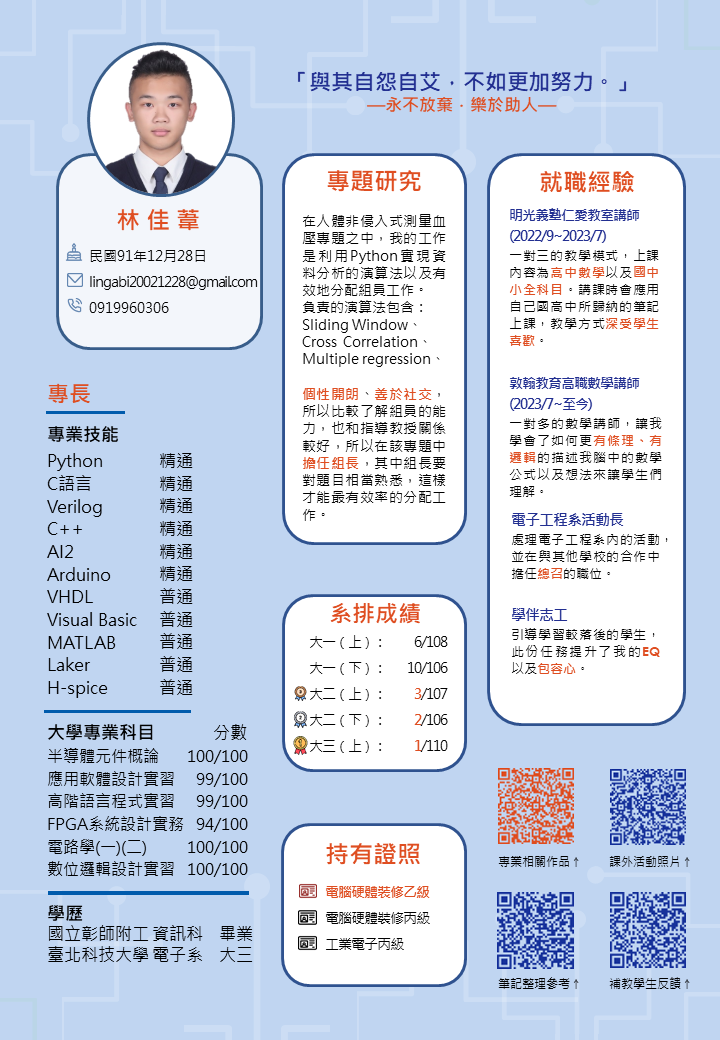 「與其自怨自艾，不如更加努力。」
—永不放棄．樂於助人—
林佳葦
民國91年12月28日
lingabi20021228@gmail.com
0919960306
專長
專業技能
Python 精通
C語言 精通
Verilog 精通
C++ 精通
AI2 精通
Arduino 精通
VHDL 普通
Visual Basic 普通
MATLAB 普通
Laker 普通
H-spice 普通
大學專業科目 分數
半導體元件概論 100/100
應用軟體設計實習 99/100
高階語言程式實習 99/100
FPGA系統設計實務 94/100
電路學(一)(二) 100/100
數位邏輯設計實習 100/100
學歷
國立彰師附工 資訊科 畢業
臺北科技大學 電子系 大三
專題研究
在人體非侵入式測量血
壓專題之中，我的工作
是利用Python實現資
料分析的演算法以及有
效地分配組員工作。
負責的演算法包含：
Sliding Window、
Cross Correlation、
Multiple regression、
個性開朗、善於社交，
所以比較了解組員的能
力，也和指導教授關係
較好，所以在該專題中
擔任組長，其中組長要
對題目相當熟悉，這樣
才能最有效率的分配工
作。
系排成績
大一（上）： 6/108
大一（下）： 10/106
大二（上）： 3/107
大二（下）： 2/106
大三（上）： 1/110
持有證照
電腦硬體裝修乙級
電腦硬體裝修丙級
工業電子丙級
就職經驗
明光義塾仁愛教室講師
(2022/9~2023/7)
一對三的教學模式，上課
內容為高中數學以及國中
小全科目。講課時會應用
自己國高中所歸納的筆記
上課，教學方式深受學生
喜歡。
敦翰教育高職數學講師
(2023/7~至今)
一對多的數學講師，讓我
學會了如何更有條理、有
邏輯的描述我腦中的數學
公式以及想法來讓學生們
理解。
電子工程系活動長
處理電子工程系內的活動，
並在與其他學校的合作中
擔任總召的職位。
學伴志工
引導學習較落後的學生，
此份任務提升了我的EQ
以及包容心。
專業相關作品↑ 課外活動照片↑
筆記整理參考↑ 補教學生反饋↑